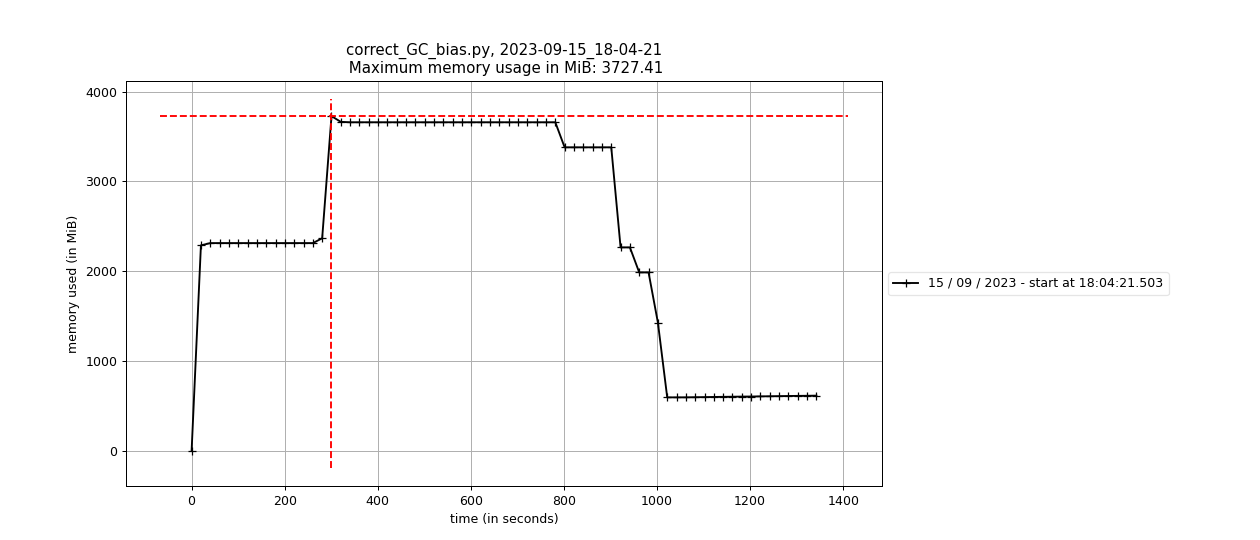 correct_GC_bias.py, 2023-09-15_18-04-21
Maximum memory usage in MiB: 3727.41
4000
3000
2000
1000
0
memory used (in MiB)
0 200 400 600 800 1000 1200 1400
time (in seconds)
15 / 09 / 2023 - start at 18:04:21.503